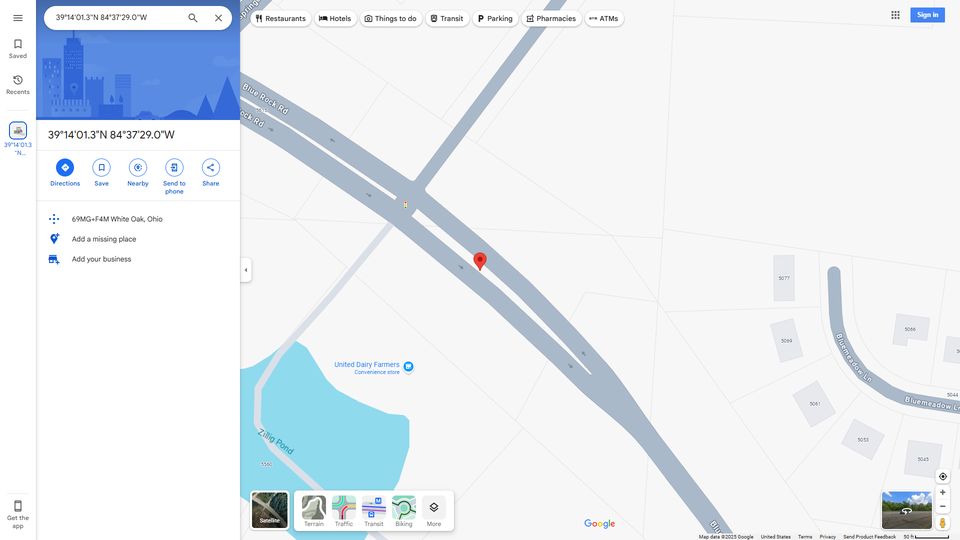 39°14'01.3"N 84°37'29.0"W
Restaurants
Hotels
Things to do
Transit
Parking
Pharmacies
ATMs
Sign in
Saved
Recents
39°14'01.3
"N...
39°14'01.3"N 84°37'29.0"W
Directions
Save
Nearby
Send to
phone
Share
69MG+F4M White Oak, Ohio
Add a missing place
Add your business
Get the
app
Blue Rock Rd
ock Rd
United Dairy Farmers
Convenience store
Zillig Pond
5560
5077
5069
5061
5053
5045
5066
5044
Bluemeadow Ln
Bluemeadow Ln
Satellite
Terrain
Traffic
Transit
Biking
More
Google
Map data ©2025 Google
United States
Terms
Privacy
Send Product Feedback
50 ft